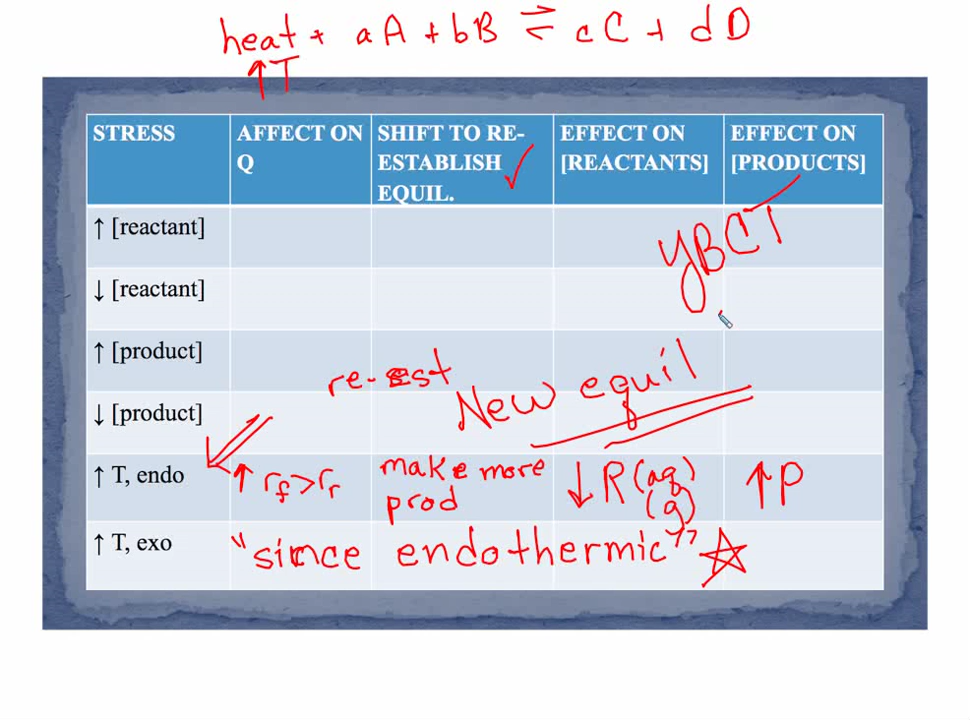 heat + aA + bB ⇌ cC + dD
↑T
STRESS
AFFECT ON Q
SHIFT TO RE-ESTABLISH EQUIL. ✓
EFFECT ON [REACTANTS]
EFFECT ON [PRODUCTS]
↑ [reactant]
YBCT
↓ [reactant]
↑ [product]
re-est
New equil
↓ [product]
↑ T, endo
↑ rf > rr
make more prod
↓ R (aq) (g)
↑ P
↑ T, exo
"since endothermic" ☆